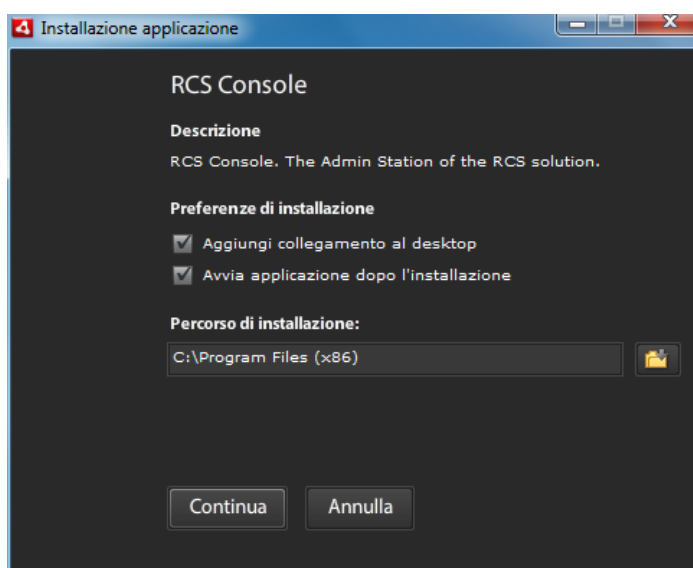 Installazione applicazione
RCS Console
Descrizione
RCS Console. The Admin Station of the RCS solution.
Preferenze di installazione
Aggiungi collegamento al desktop
Avvia applicazione dopo l'installazione
Percorso di installazione:
C:\Program Files (x86)
Continua
Annulla